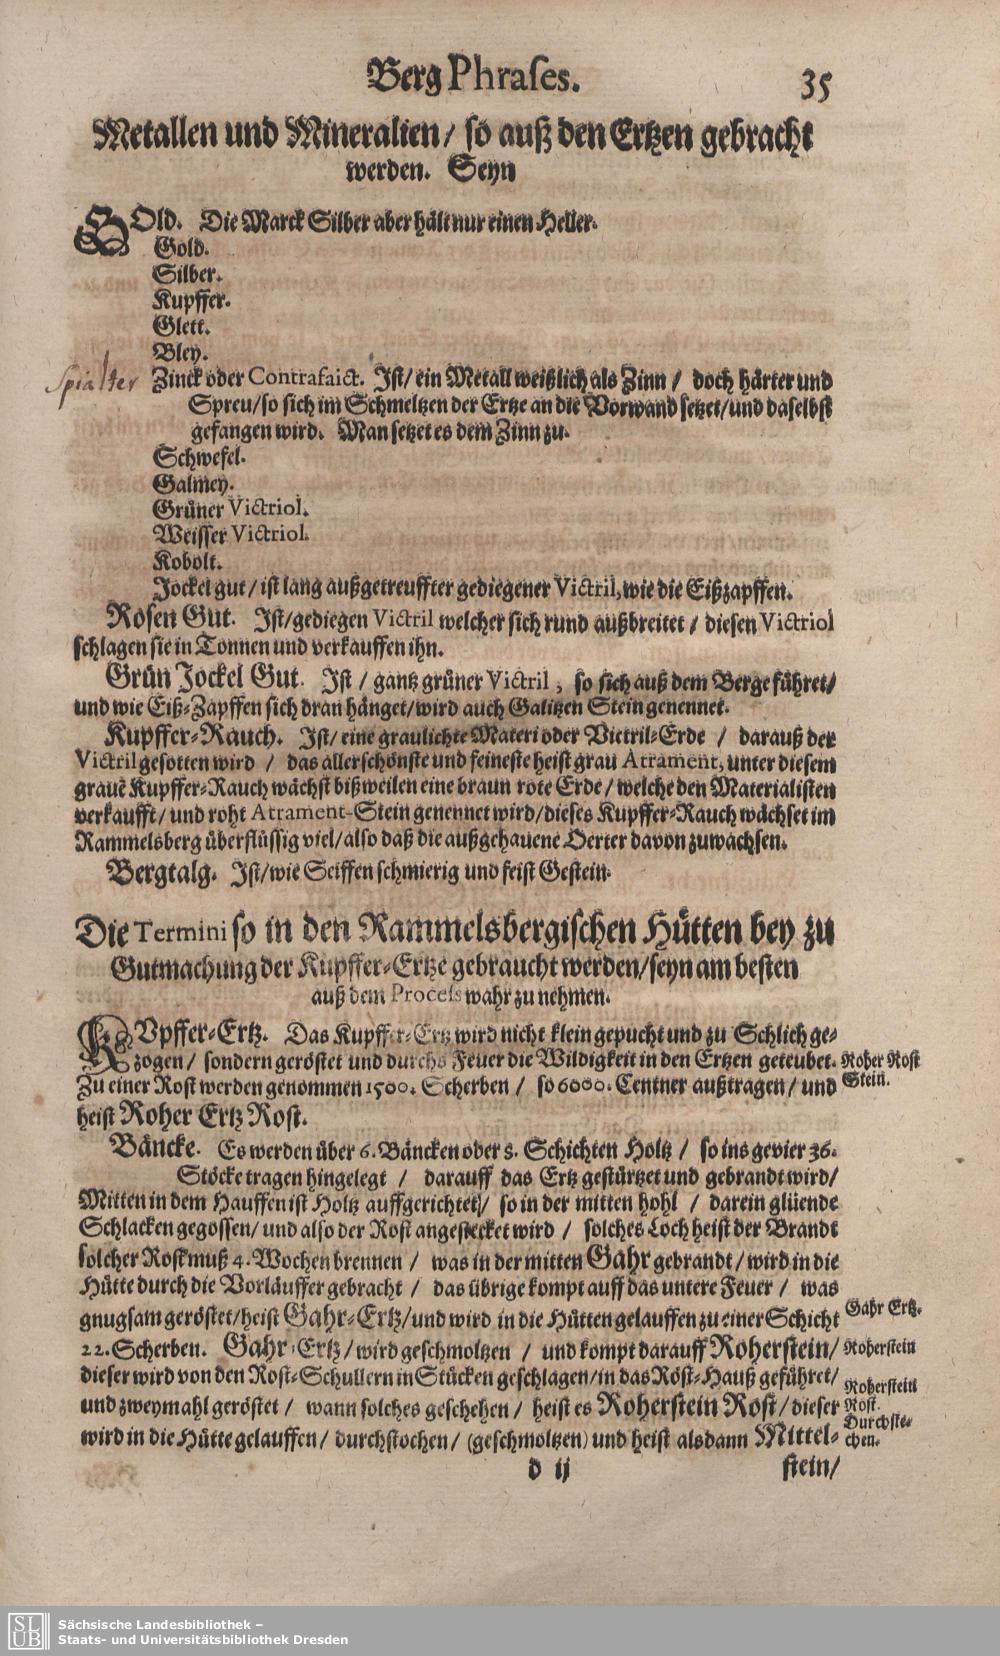 Berg Phrases.
35
Metallen und Mineralien/ so auß den Ertzen gebracht
werden. Seyn
GOld. Die Marck Silber aber hält nur einen Heller.
Gold.
Silber.
Kupffer.
Glett.
Bley.
Spialter
Zinck oder Contrafaict. Ist/ ein Metall weißlich als Zinn / doch härter und
Spreu/ so sich im Schmeltzen der Ertze an die Vorwand setzet/ und daselbst
gefangen wird. Man setzet es dem Zinn zu.
Schwefel.
Galmey.
Grüner Victriol.
Weisser Victriol.
Kobolt.
Jockel gut / ist lang außgetreuffter gediegener Victril, wie die Eißzapffen.
Rosen Gut. Ist/ gediegen Victril welcher sich rund außbreitet / diesen Victriol
schlagen sie in Tonnen und verkauffen ihn.
Grün Jockel Gut. Ist / gantz grüner Victril, so sich auß dem Berge führet/
und wie Eiß-Zapffen sich dran hänget/ wird auch Galitzen Stein genennet.
Kupffer-Rauch. Ist/ eine graulichte Materi oder Victril-Erde / darauß der
Victril gesotten wird / das allerschönste und feineste heist grau Atrament, unter diesem
grauē Kupffer-Rauch wächst bißweilen eine braun rote Erde/ welche den Materialisten
verkaufft/ und roht Atrament-Stein genennet wird/ dieses Kupffer-Rauch wächset im
Rammelsberg überflüssig viel/ also daß die außgehauene Oerter davon zuwachsen.
Bergtalg. Ist/ wie Seiffen schmierig und feist Gestein.
Die Termini so in den Rammelsbergischen Hütten bey zu
Gutmachung der Kupffer-Ertze gebraucht werden/ seyn am besten
auß dem Process wahr zu nehmen.
KUpffer-Ertz. Das Kupffer-Ertz wird nicht klein gepucht und zu Schlich ge-
zogen / sondern geröstet und durchs Feuer die Wildigkeit in den Ertzen geteubet. Roher Rost
Zu einer Rost werden genommen 1500. Scherben / so 6000. Centner außtragen / und Stein.
heist Roher Ertz Rost.
Bäncke. Es werden über 6. Bäncken oder 8. Schichten Holtz / so ins gevier 36.
Stöcke tragen hingelegt / darauff das Ertz gestürtzet und gebrandt wird/
Mitten in dem Hauffen ist Holtz auffgerichtet/ so in der mitten hohl / darein glüende
Schlacken gegossen/ und also der Rost angestecket wird / solches Loch heist der Brandt
solcher Rost muß 4. Wochen brennen / was in der mitten Gahr gebrandt/ wird in die
Hütte durch die Vorläuffer gebracht / das übrige kompt auff das untere Feuer / was
gnugsam geröstet/ heist Gahr-Ertz/ und wird in die Hütten gelauffen zu einer Schicht Gahr Ertz.
22. Scherben. Gahr-Ertz/ wird geschmoltzen / und kompt darauff Roherstein/ Roherstein
dieser wird von den Rost-Schullern in Stücken geschlagen/ in das Röst-Hauß geführet/ Roherstein
und zweymahl geröstet / wann solches geschehen / heist es Roherstein Rost/ dieser Rost.
wird in die Hütte gelauffen/ durchstochen/ (geschmoltzen) und heist alsdann Mittel- Durchste-
chen.
d ij
stein/
SLUB
Sächsische Landesbibliothek –
Staats- und Universitätsbibliothek Dresden